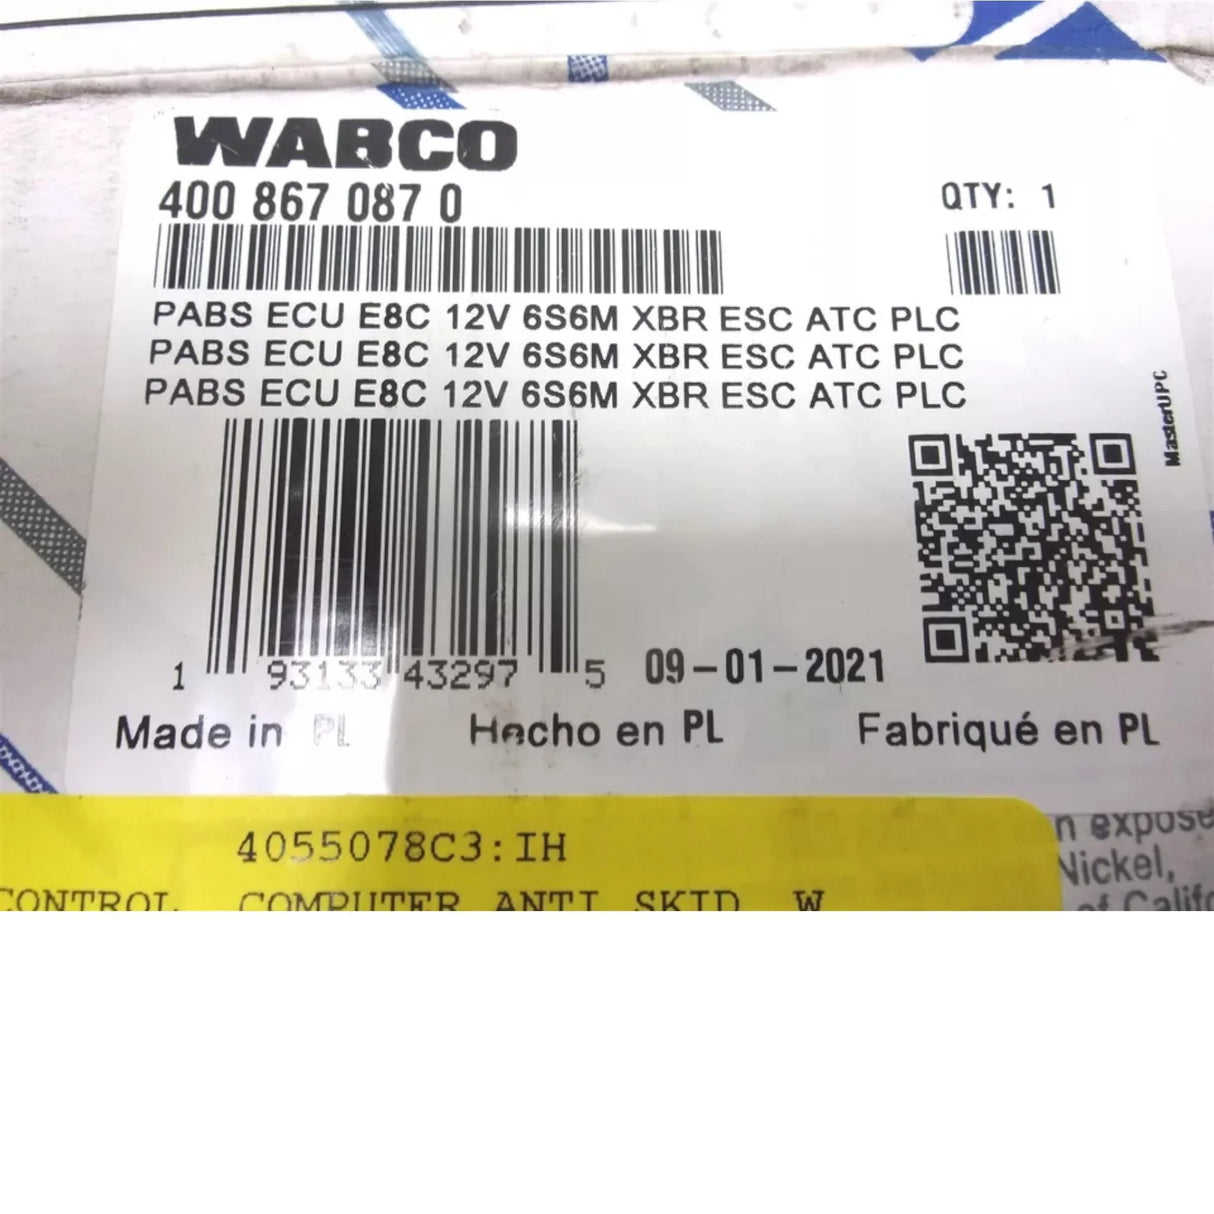 WABCO
400 867 087 0
QTY: 1
PABS ECU E8C 12V 6S6M XBR ESC ATC PLC
PABS ECU E8C 12V 6S6M XBR ESC ATC PLC
PABS ECU E8C 12V 6S6M XBR ESC ATC PLC
MasterUPC
1 93133 43297 5
09-01-2021
Made in PL Hecho en PL Fabriqué en PL
4055078C3:IH
CONTROL COMPUTER ANTI SKID W
n expose
Nickel,
of Califo